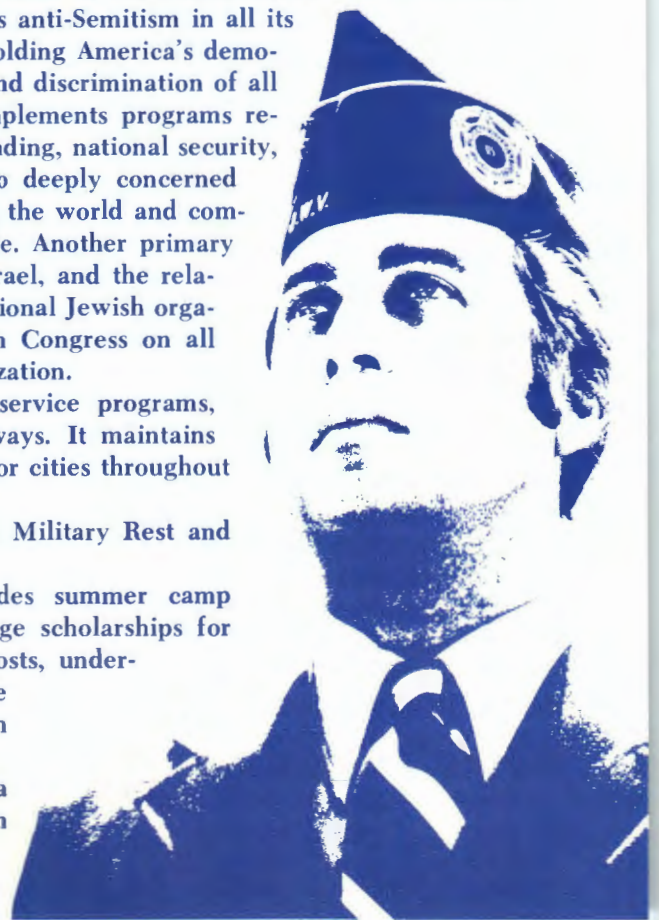 s anti-Semitism in all its
olding America's demo-
nd discrimination of all
plements programs re-
ding, national security,
o deeply concerned
the world and com-
e. Another primary
rael, and the rela-
ional Jewish orga-
n Congress on all
zation.
service programs,
ways. It maintains
or cities throughout
Military Rest and
des summer camp
ge scholarships for
osts, under-
e
n
a
n
J.W.V.